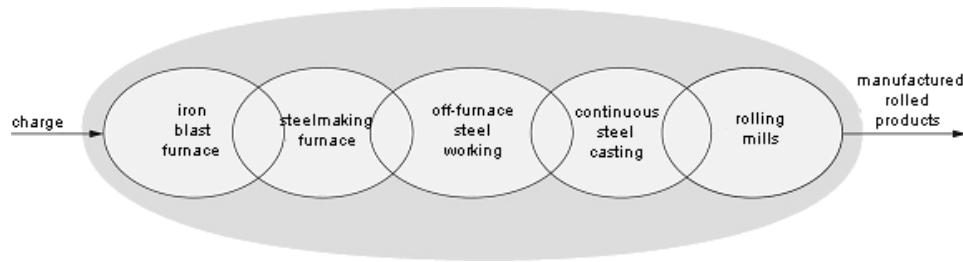 charge
iron
blast
furnace
steelmaking
furnace
off-furnace
steel
working
continuous
steel
casting
rolling
mills
manufactured
rolled
products